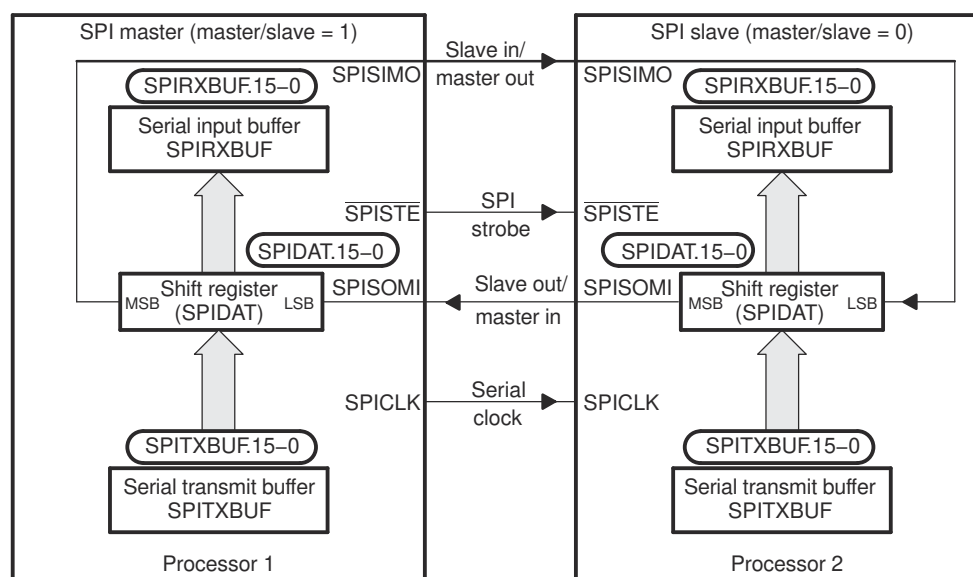 SPI master (master/slave = 1)
SPIRXBUF.15−0
Serial input buffer
SPIRXBUF
SPIDAT.15−0
MSB
Shift register
(SPIDAT)
LSB
SPITXBUF.15−0
Serial transmit buffer
SPITXBUF
Processor 1
SPISIMO
SPISTE
SPISOMI
SPICLK
Slave in/
master out
SPI
strobe
Slave out/
master in
Serial
clock
SPI slave (master/slave = 0)
SPISIMO
SPIRXBUF.15−0
Serial input buffer
SPIRXBUF
SPISTE
SPIDAT.15−0
SPISOMI
MSB
Shift register
(SPIDAT)
LSB
SPICLK
SPITXBUF.15−0
Serial transmit buffer
SPITXBUF
Processor 2